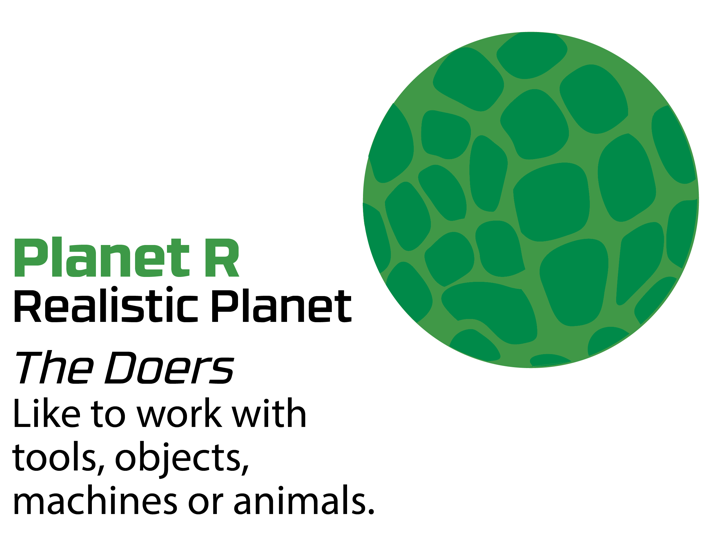 Planet R
Realistic Planet
The Doers
Like to work with
tools, objects,
machines or animals.